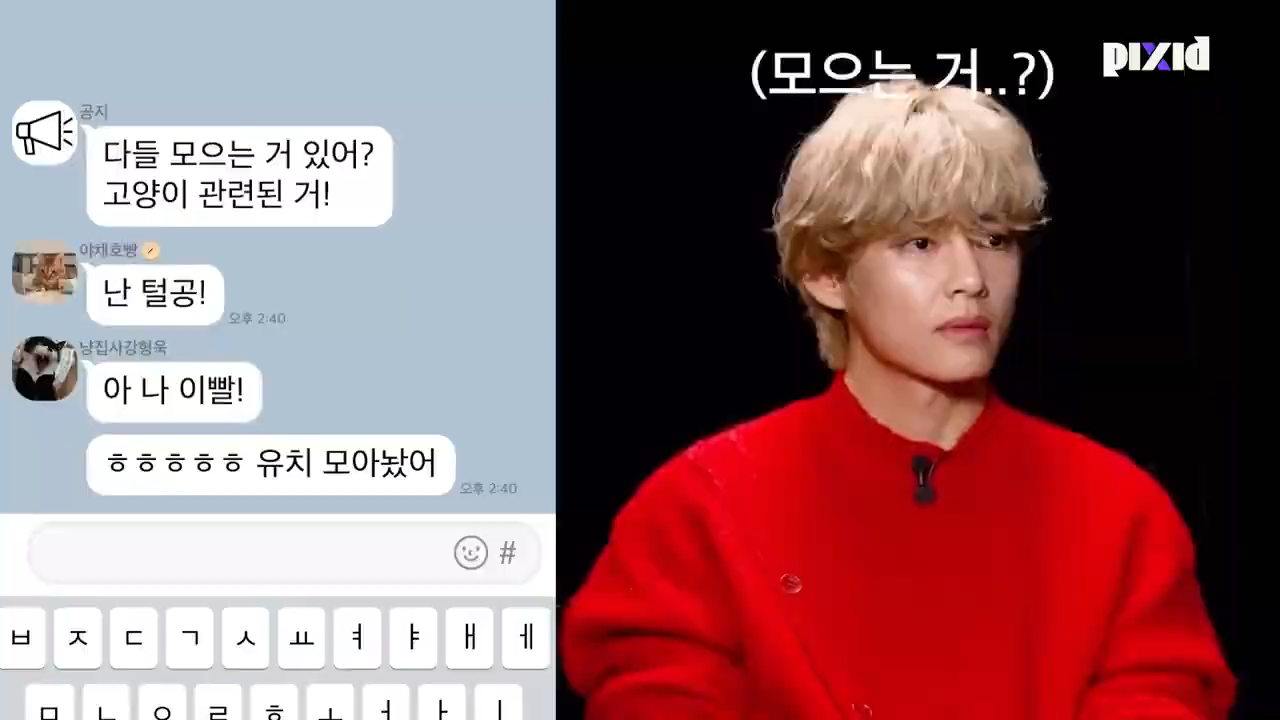 공지
다들 모으는 거 있어?
고양이 관련된 거!
야채호빵
난 털공!
오후 2:40
냥집사강형욱
아 나 이빨!
ㅎㅎㅎㅎㅎ 유치 모아놨어
오후 2:40
#
ㅂ ㅈ ㄷ ㄱ ㅅ ㅛ ㅕ ㅑ ㅐ ㅔ
ㅁ ㄴ ㅇ ㄹ ㅎ ㅗ ㅓ ㅏ ㅣ
(모으는 거..?)
pixid